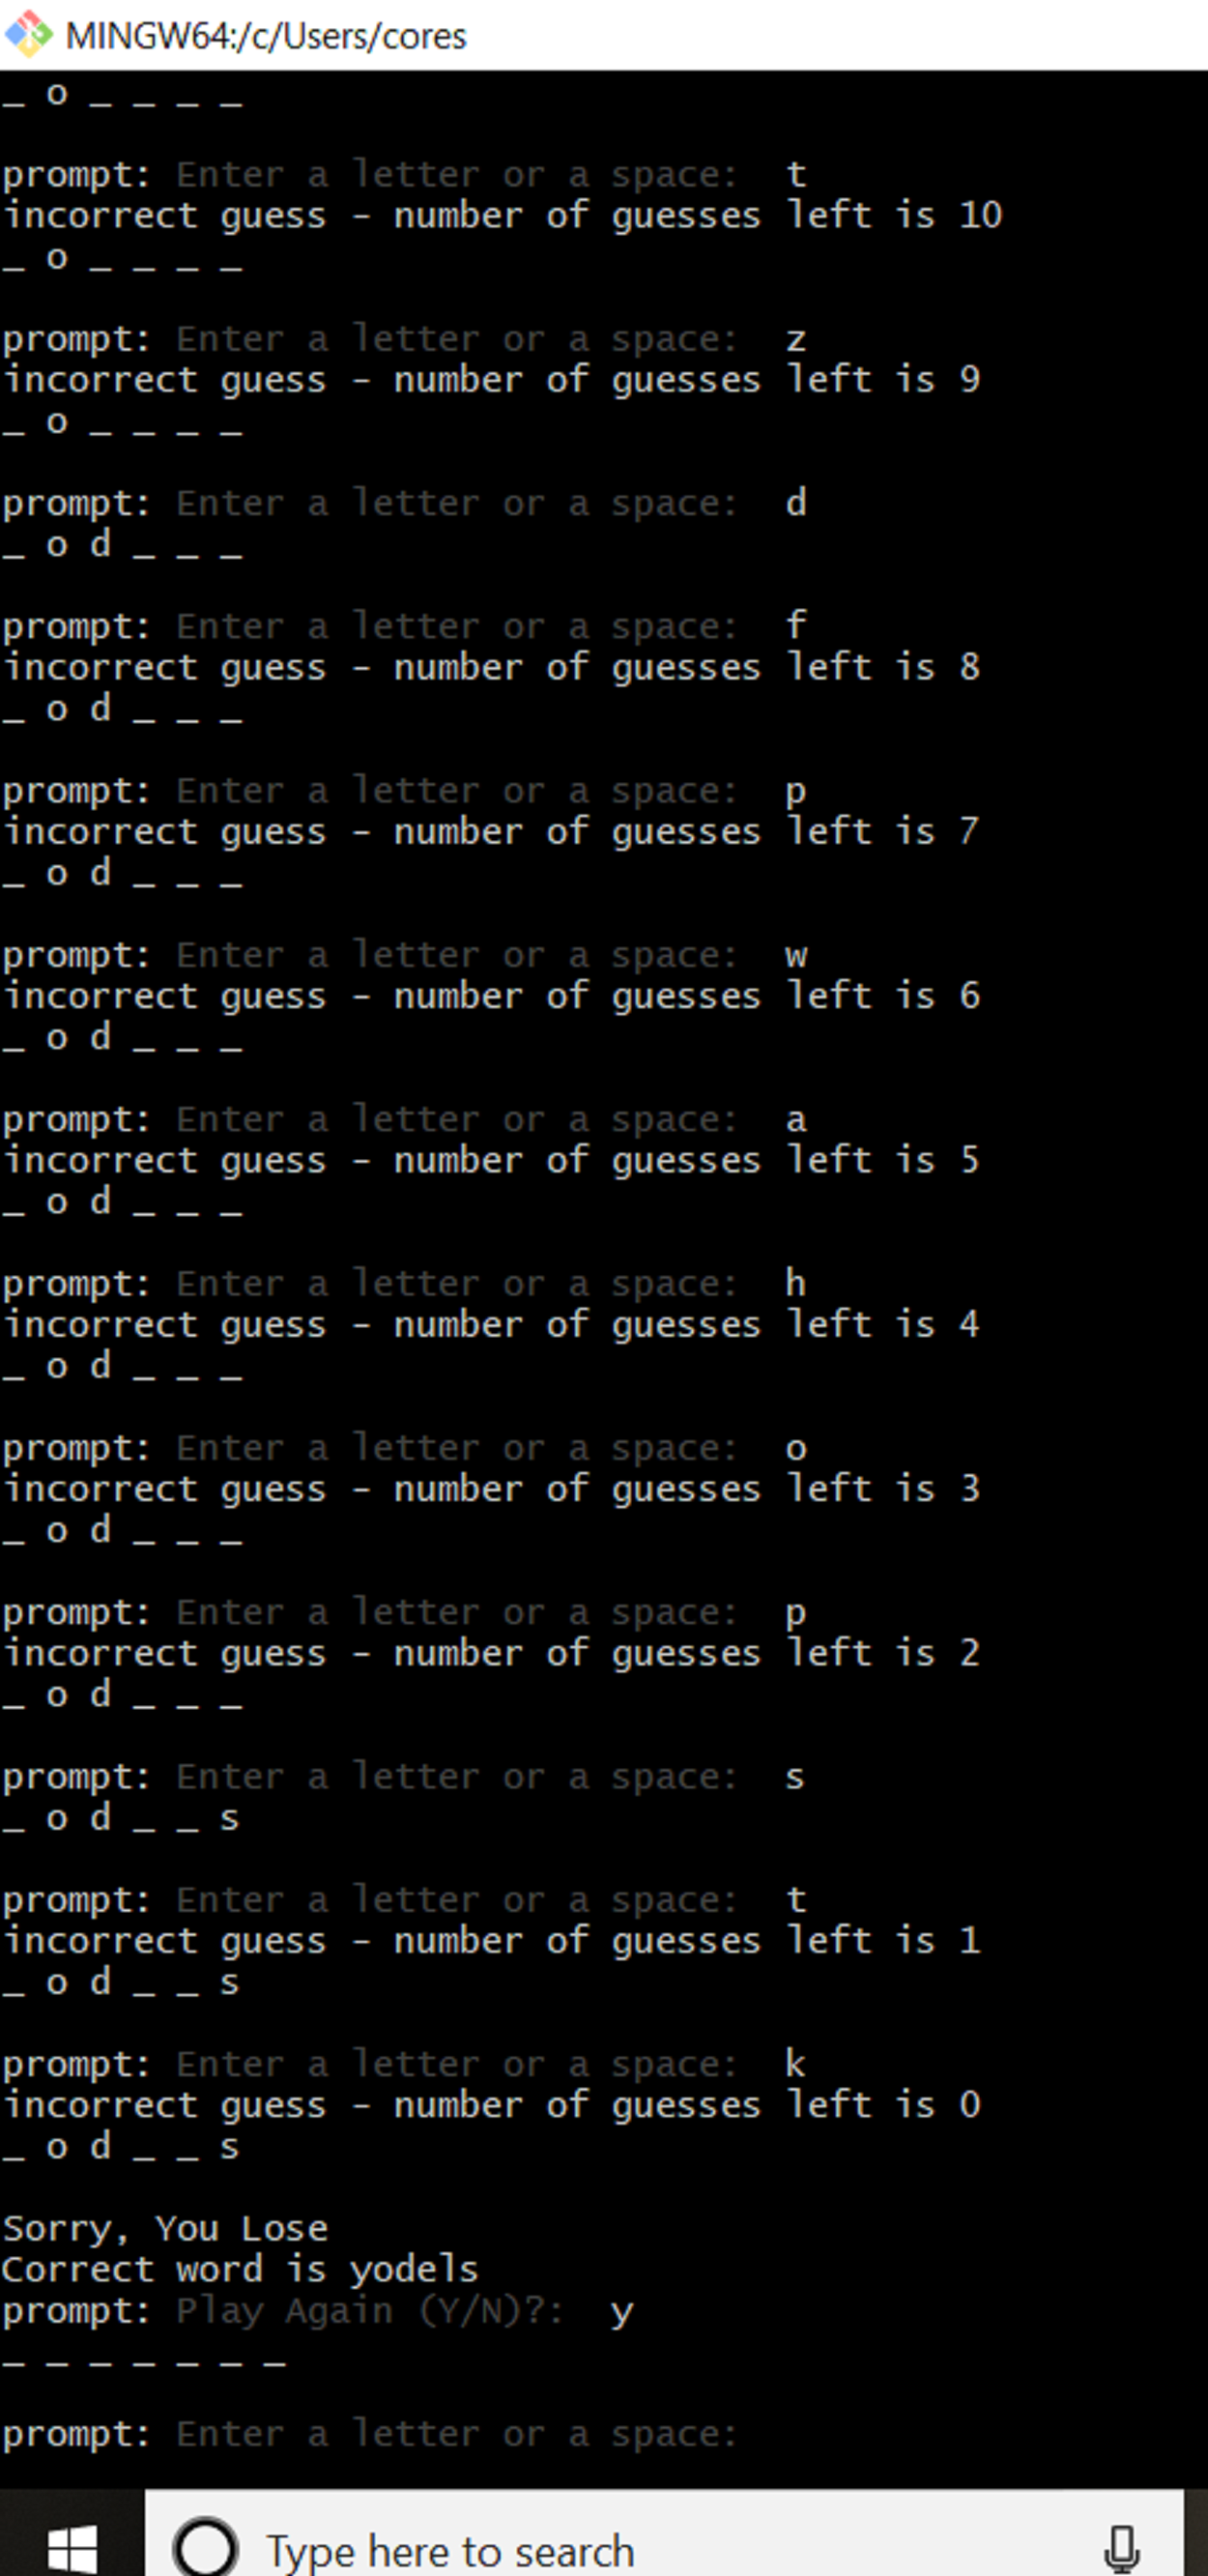 MINGW64:/c/Users/cores
_ o _ _ _ _
prompt: Enter a letter or a space:  t
incorrect guess - number of guesses left is 10
_ o _ _ _ _
prompt: Enter a letter or a space:  z
incorrect guess - number of guesses left is 9
_ o _ _ _ _
prompt: Enter a letter or a space:  d
_ o d _ _ _
prompt: Enter a letter or a space:  f
incorrect guess - number of guesses left is 8
_ o d _ _ _
prompt: Enter a letter or a space:  p
incorrect guess - number of guesses left is 7
_ o d _ _ _
prompt: Enter a letter or a space:  w
incorrect guess - number of guesses left is 6
_ o d _ _ _
prompt: Enter a letter or a space:  a
incorrect guess - number of guesses left is 5
_ o d _ _ _
prompt: Enter a letter or a space:  h
incorrect guess - number of guesses left is 4
_ o d _ _ _
prompt: Enter a letter or a space:  o
incorrect guess - number of guesses left is 3
_ o d _ _ _
prompt: Enter a letter or a space:  p
incorrect guess - number of guesses left is 2
_ o d _ _ _
prompt: Enter a letter or a space:  s
_ o d _ _ s
prompt: Enter a letter or a space:  t
incorrect guess - number of guesses left is 1
_ o d _ _ s
prompt: Enter a letter or a space:  k
incorrect guess - number of guesses left is 0
_ o d _ _ s
Sorry, You Lose
Correct word is yodels
prompt: Play Again (Y/N)?:  y
_ _ _ _ _ _ _
prompt: Enter a letter or a space:
Type here to search